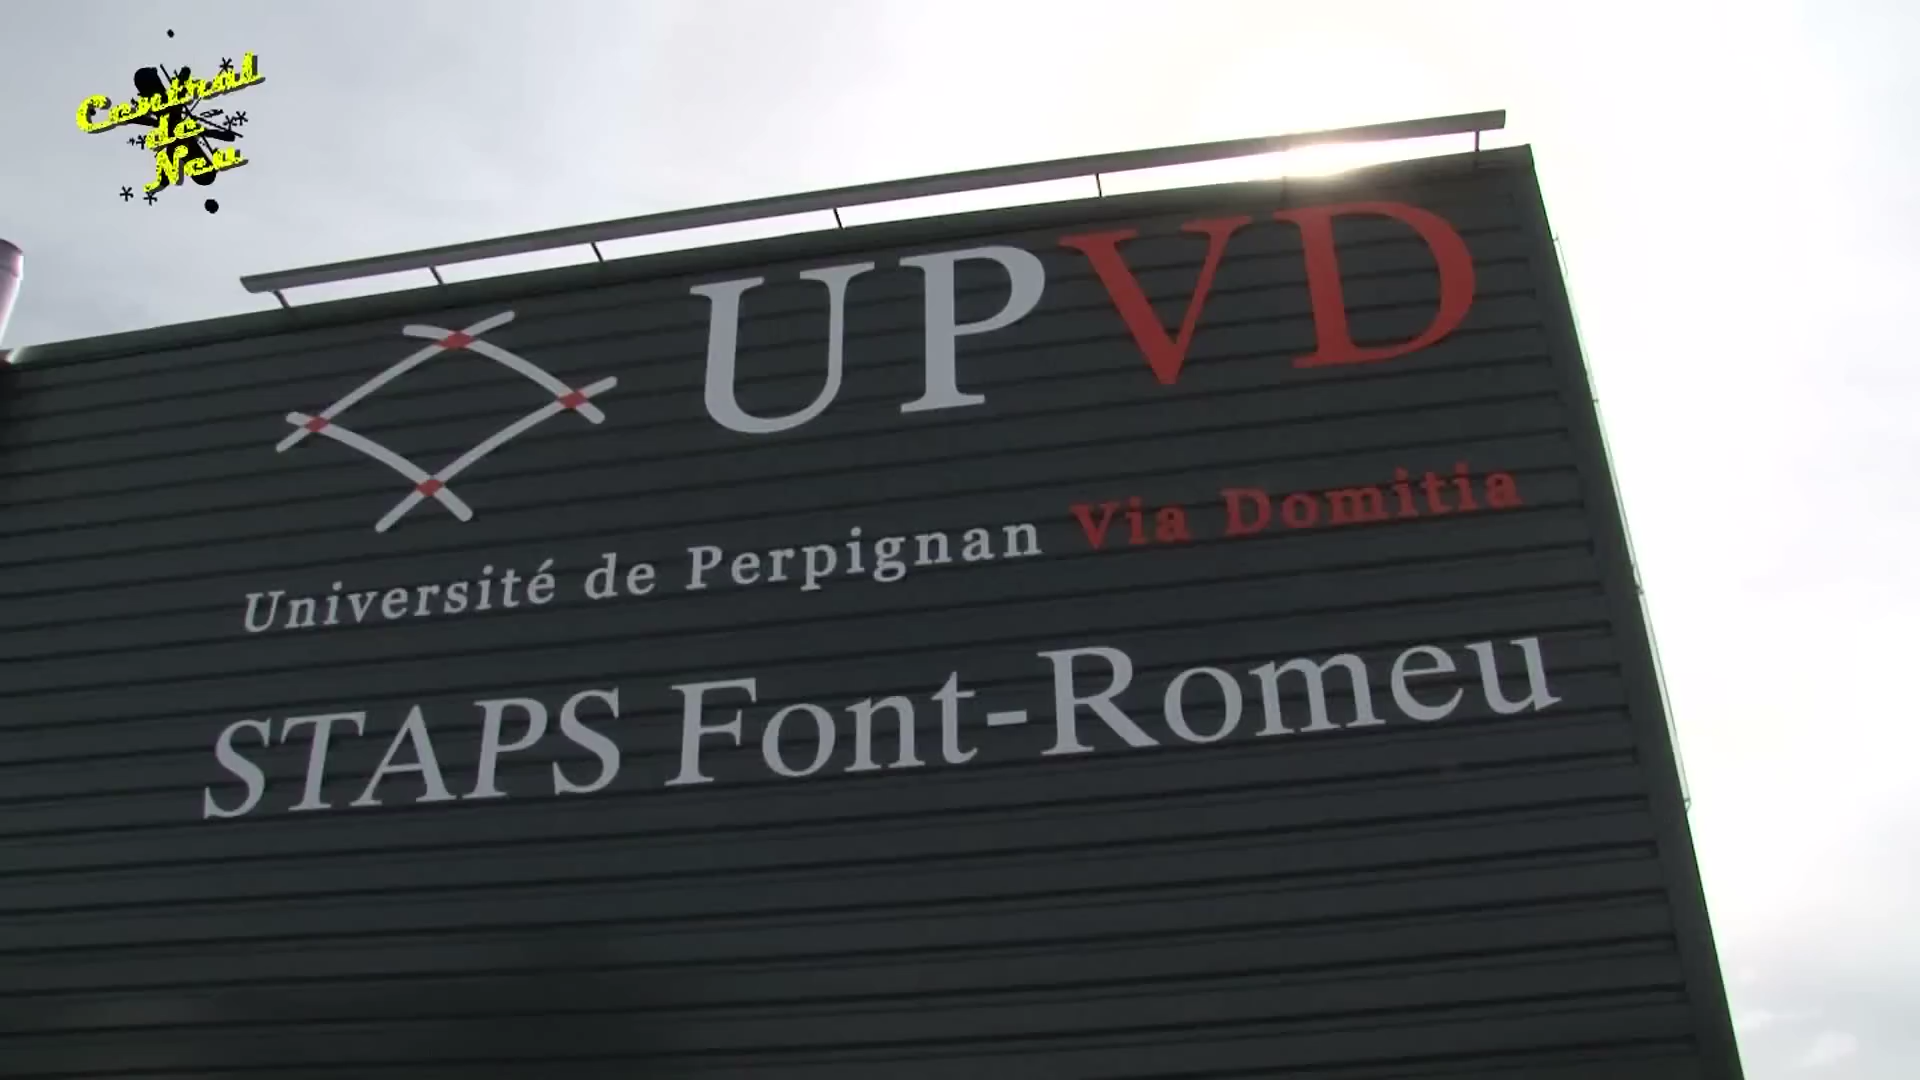 Central
de
Neu
UPVD
Université de Perpignan Via Domitia
STAPS Font-Romeu